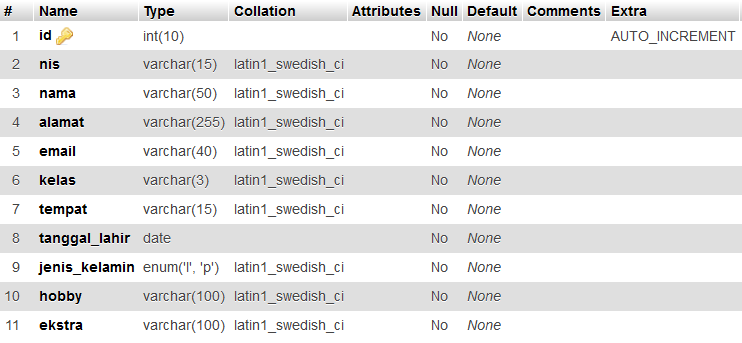 # Name Type Collation Attributes Null Default Comments Extra
1 id int(10) No None AUTO_INCREMENT
2 nis varchar(15) latin1_swedish_ci No None
3 nama varchar(50) latin1_swedish_ci No None
4 alamat varchar(255) latin1_swedish_ci No None
5 email varchar(40) latin1_swedish_ci No None
6 kelas varchar(3) latin1_swedish_ci No None
7 tempat varchar(15) latin1_swedish_ci No None
8 tanggal_lahir date No None
9 jenis_kelamin enum('l', 'p') latin1_swedish_ci No None
10 hobby varchar(100) latin1_swedish_ci No None
11 ekstra varchar(100) latin1_swedish_ci No None